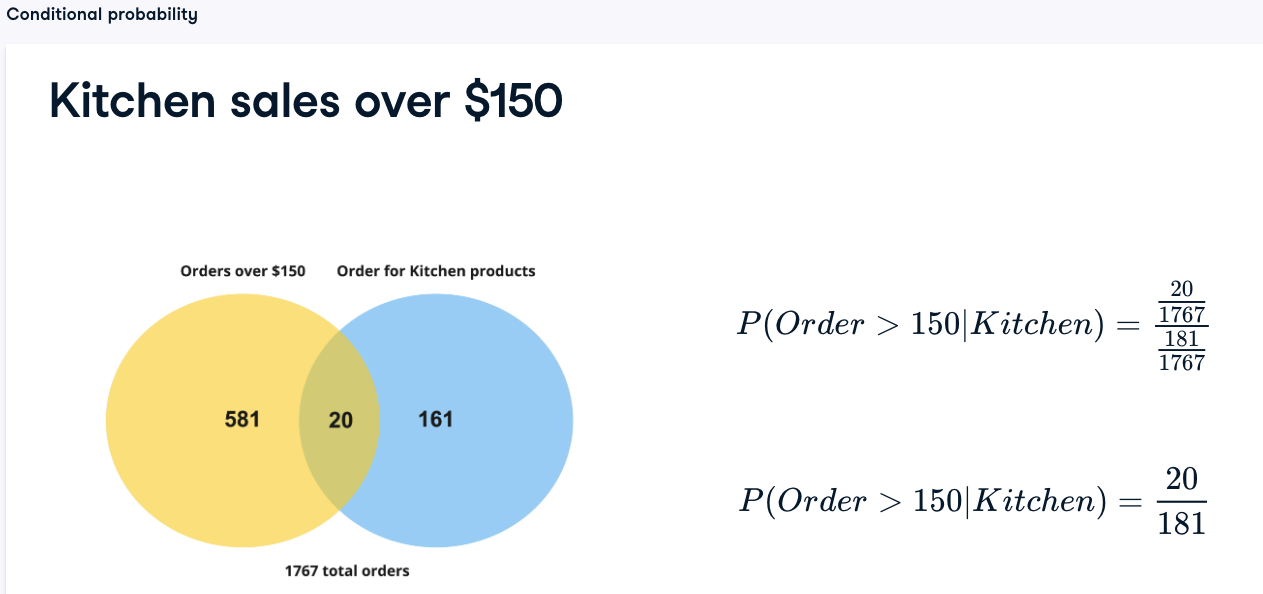 Conditional probability
Kitchen sales over $150
Orders over $150 Order for Kitchen products
581 20 161
1767 total orders
P(Order > 150|Kitchen) = \frac{\frac{20}{1767}}{\frac{181}{1767}}
P(Order > 150|Kitchen) = \frac{20}{181}